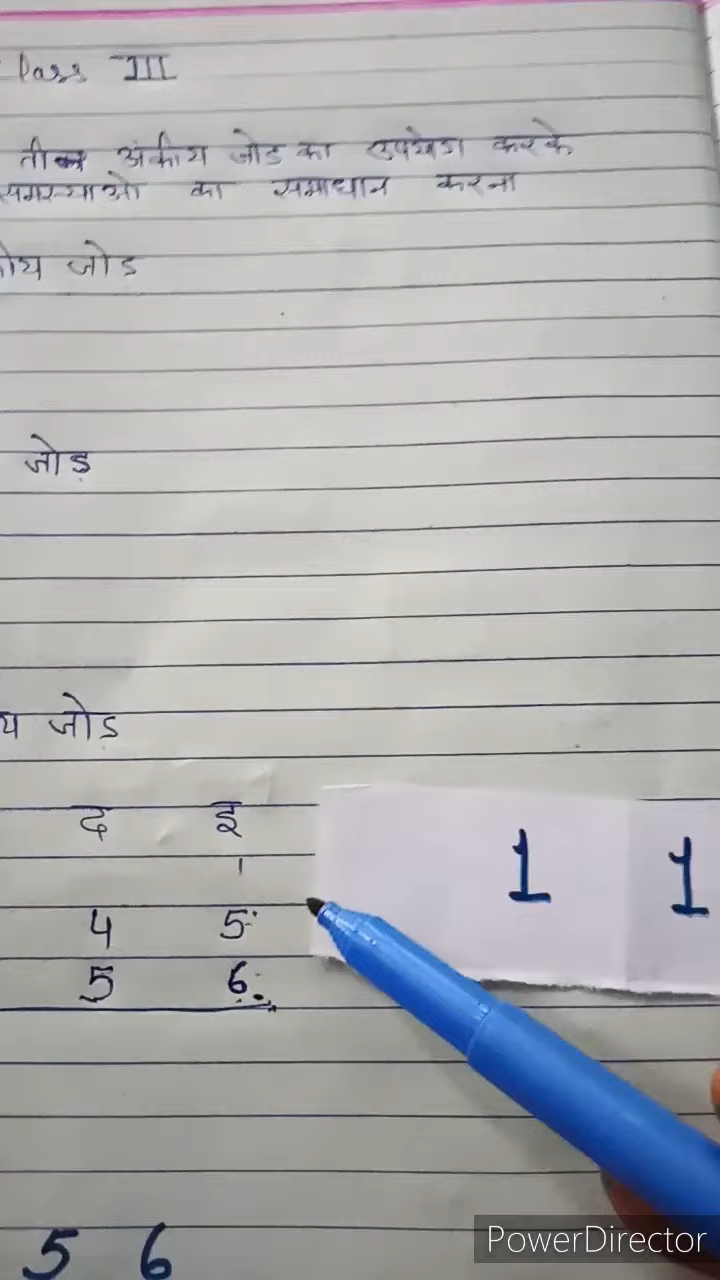 lass III
तीन अंकीय जोड का उपयोग करके
समस्याओ का समाधान करना
जोड
जोड़
य जोड
द इ
1
4 5
5 6
1 1
5 6
PowerDirector